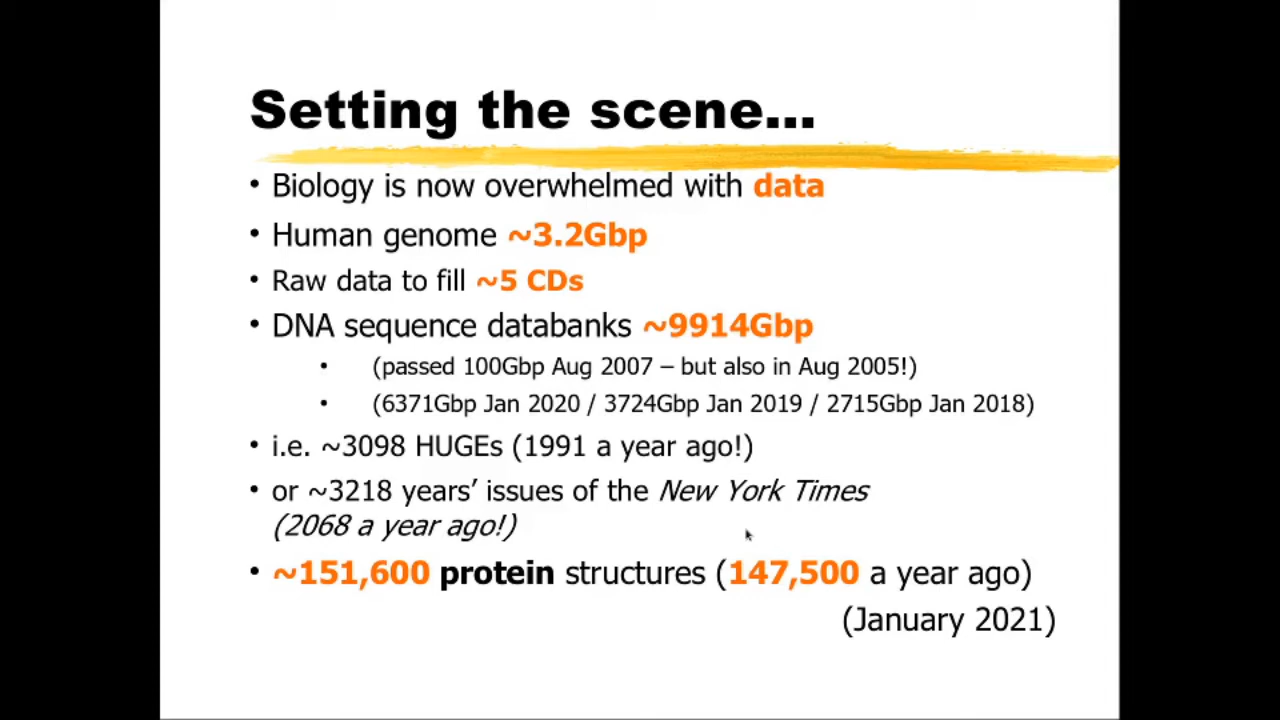 Setting the scene...
• Biology is now overwhelmed with data
• Human genome ~3.2Gbp
• Raw data to fill ~5 CDs
• DNA sequence databanks ~9914Gbp
• (passed 100Gbp Aug 2007 – but also in Aug 2005!)
• (6371Gbp Jan 2020 / 3724Gbp Jan 2019 / 2715Gbp Jan 2018)
• i.e. ~3098 HUGEs (1991 a year ago!)
• or ~3218 years' issues of the New York Times
(2068 a year ago!)
• ~151,600 protein structures (147,500 a year ago)
(January 2021)